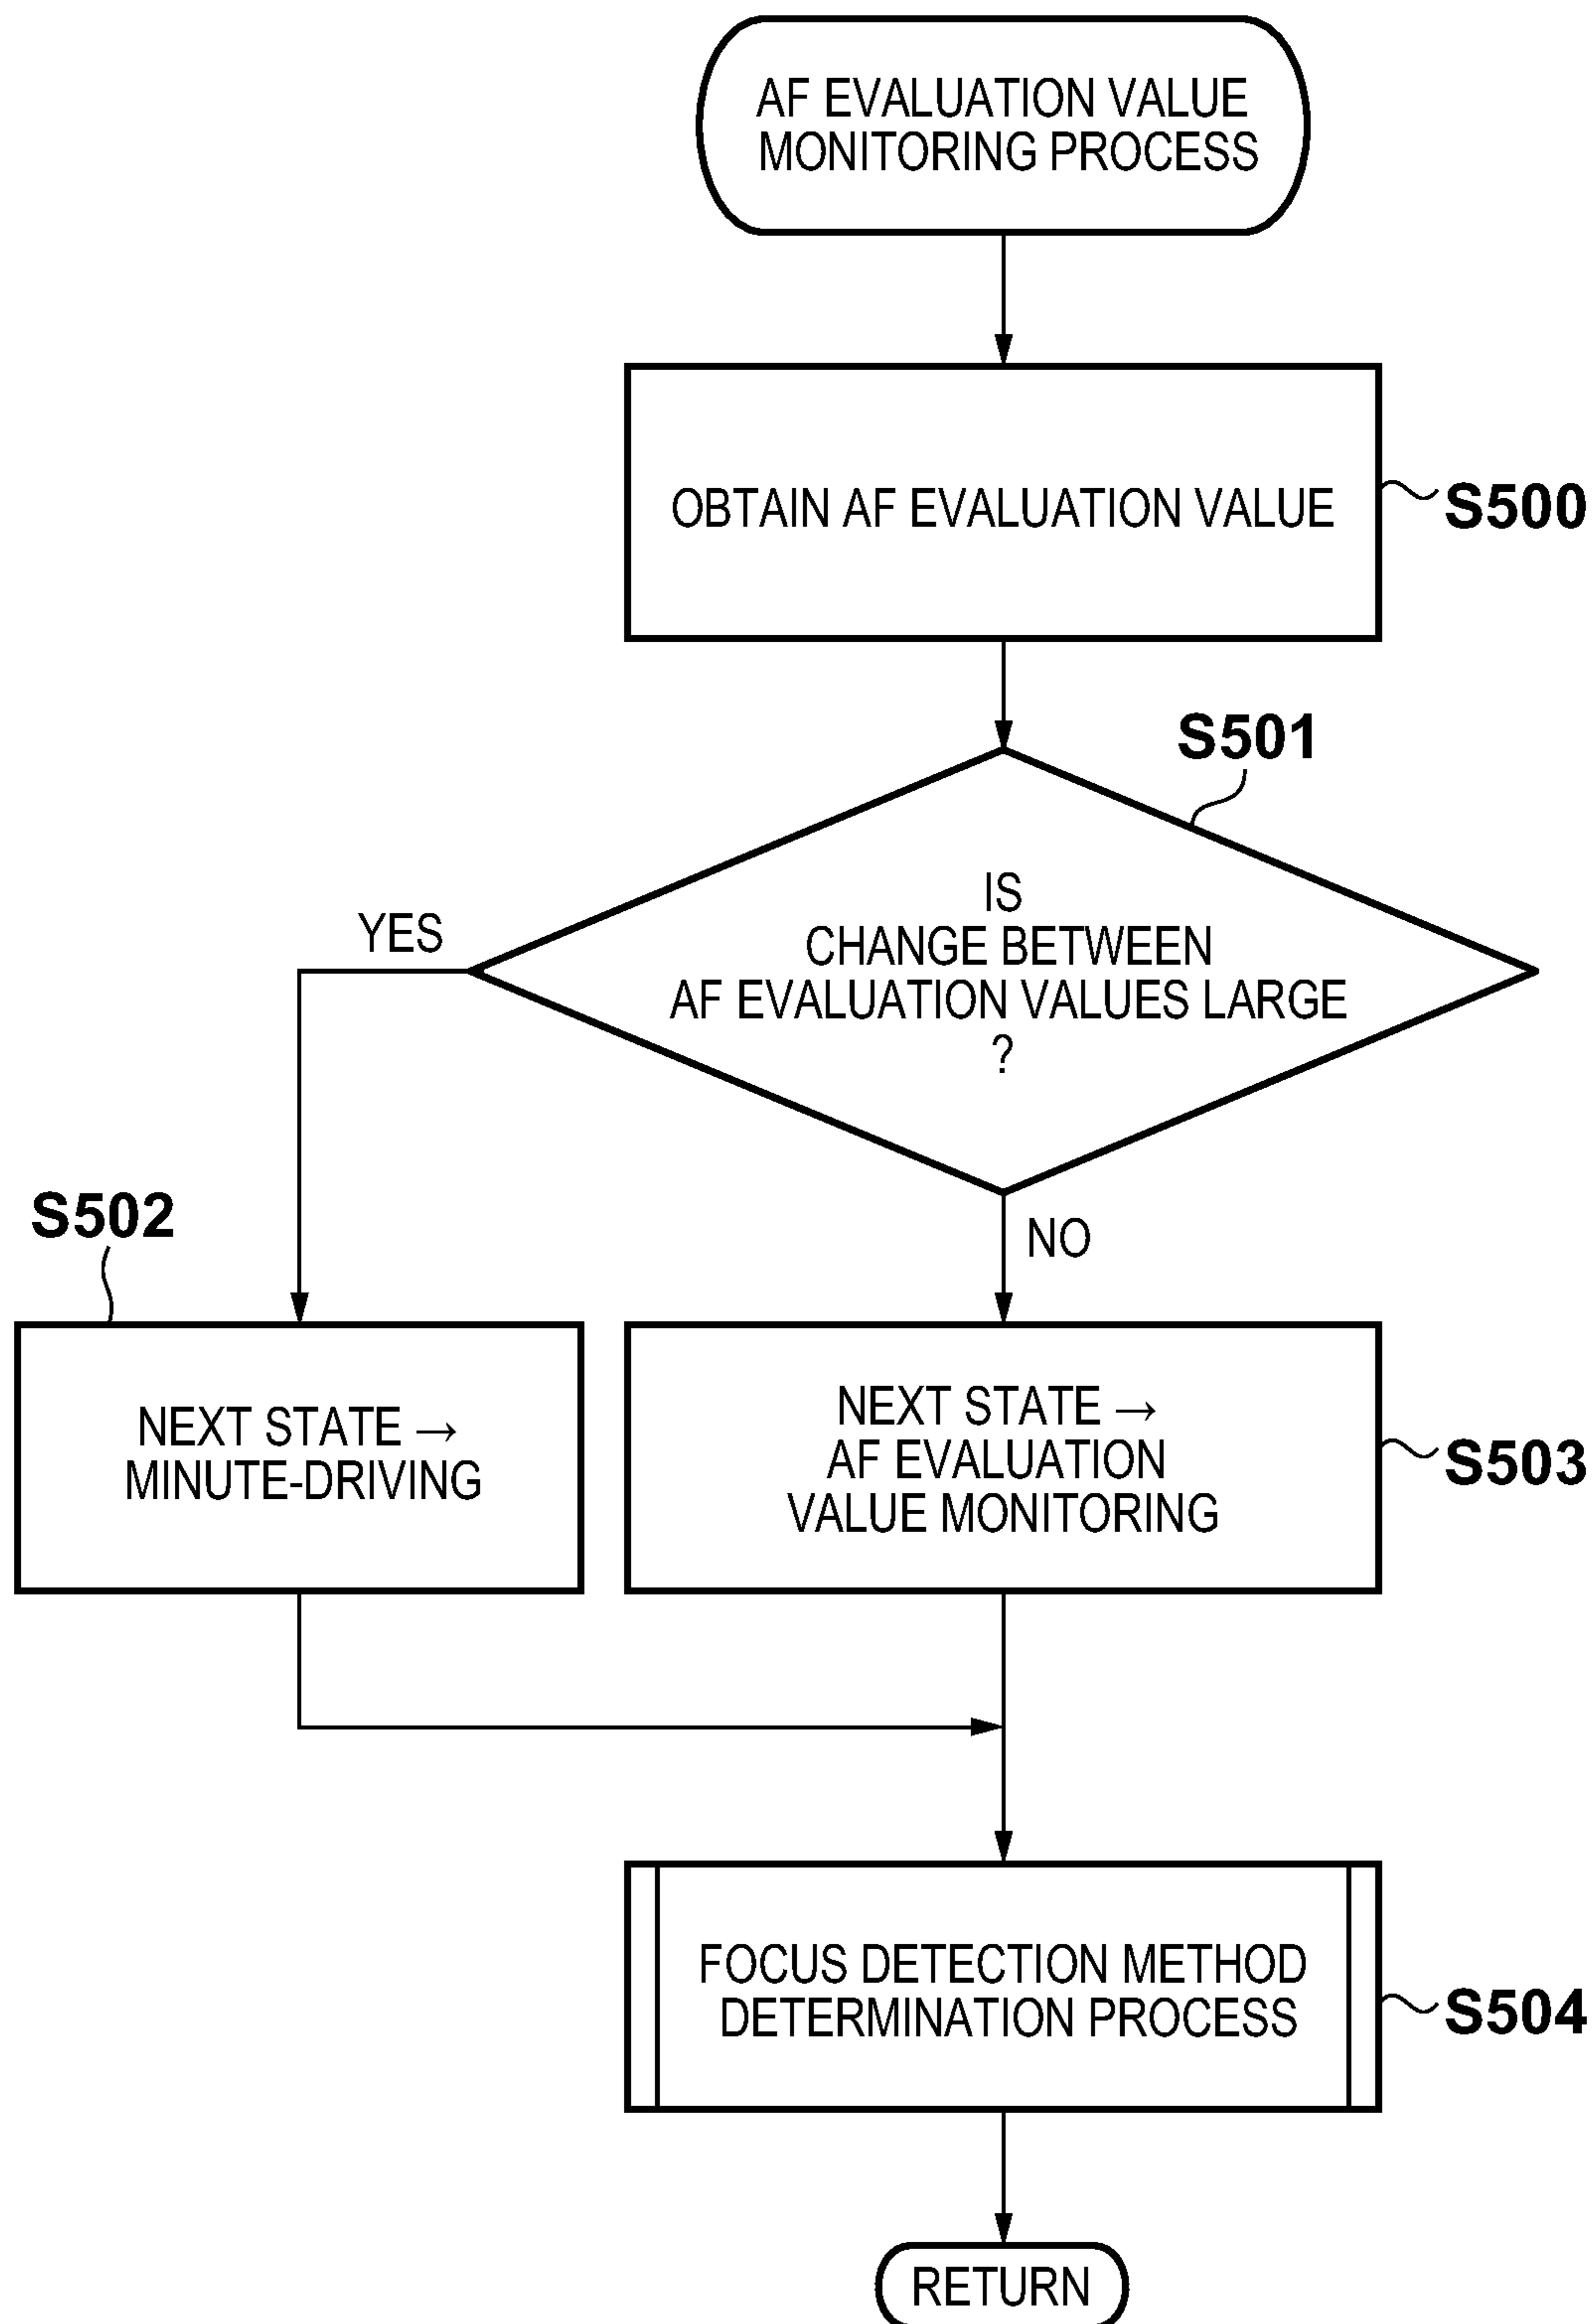 AF EVALUATION VALUE
MONITORING PROCESS
OBTAIN AF EVALUATION VALUE
S500
S501
IS
CHANGE BETWEEN
AF EVALUATION VALUES LARGE
?
YES
NO
S502
NEXT STATE →
MINUTE-DRIVING
NEXT STATE →
AF EVALUATION
VALUE MONITORING
S503
FOCUS DETECTION METHOD
DETERMINATION PROCESS
S504
RETURN